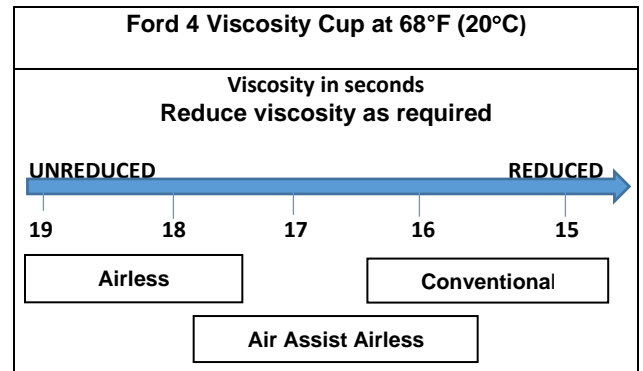 Ford 4 Viscosity Cup at 68°F (20°C)
Viscosity in seconds
Reduce viscosity as required
UNREDUCED REDUCED
19 18 17 16 15
Airless Conventional
Air Assist Airless